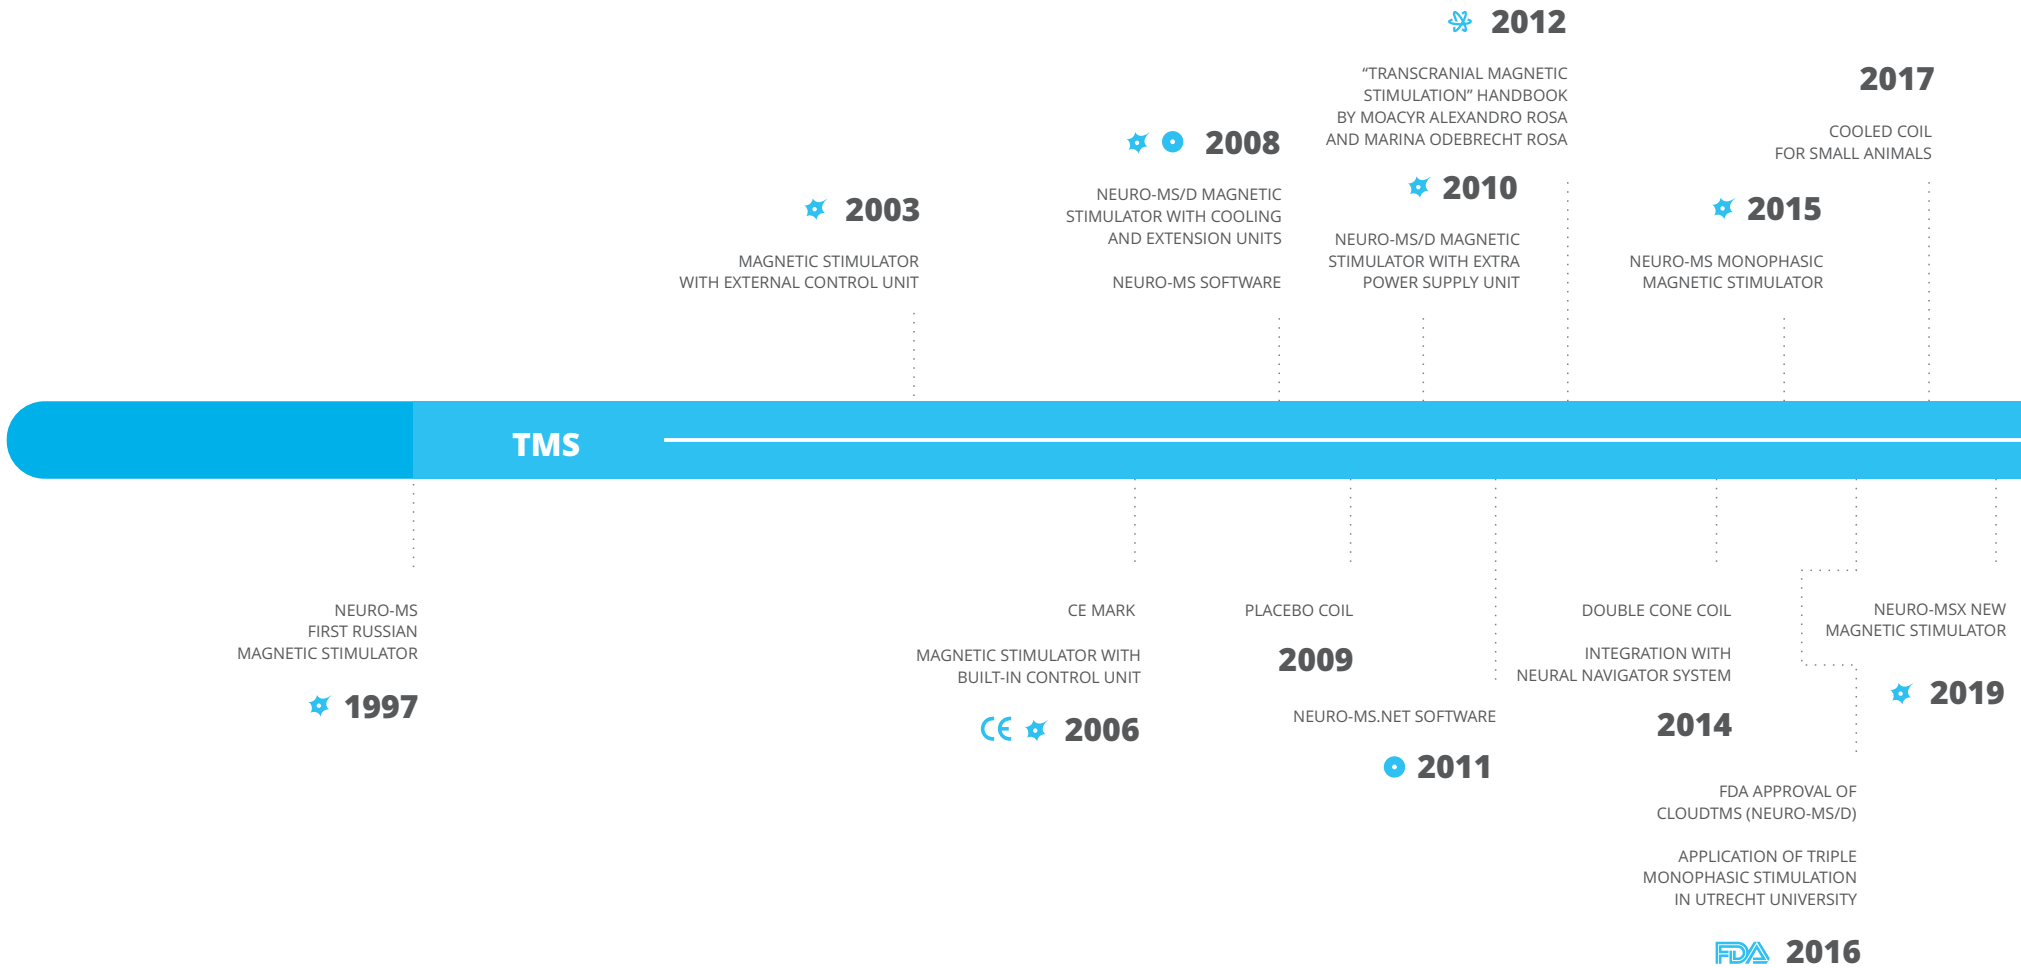 2012
“TRANSCRANIAL MAGNETIC
STIMULATION” HANDBOOK
BY MOACYR ALEXANDRO ROSA
AND MARINA ODEBRECHT ROSA
2017
COOLED COIL
FOR SMALL ANIMALS
2008
NEURO-MS/D MAGNETIC
STIMULATOR WITH COOLING
AND EXTENSION UNITS
NEURO-MS SOFTWARE
2010
NEURO-MS/D MAGNETIC
STIMULATOR WITH EXTRA
POWER SUPPLY UNIT
2003
MAGNETIC STIMULATOR
WITH EXTERNAL CONTROL UNIT
2015
NEURO-MS MONOPHASIC
MAGNETIC STIMULATOR
TMS
NEURO-MS
FIRST RUSSIAN
MAGNETIC STIMULATOR
1997
CE MARK
MAGNETIC STIMULATOR WITH
BUILT-IN CONTROL UNIT
CE 2006
PLACEBO COIL
2009
NEURO-MS.NET SOFTWARE
2011
DOUBLE CONE COIL
INTEGRATION WITH
NEURAL NAVIGATOR SYSTEM
2014
NEURO-MSX NEW
MAGNETIC STIMULATOR
2019
FDA APPROVAL OF
CLOUDTMS (NEURO-MS/D)
APPLICATION OF TRIPLE
MONOPHASIC STIMULATION
IN UTRECHT UNIVERSITY
FDA 2016